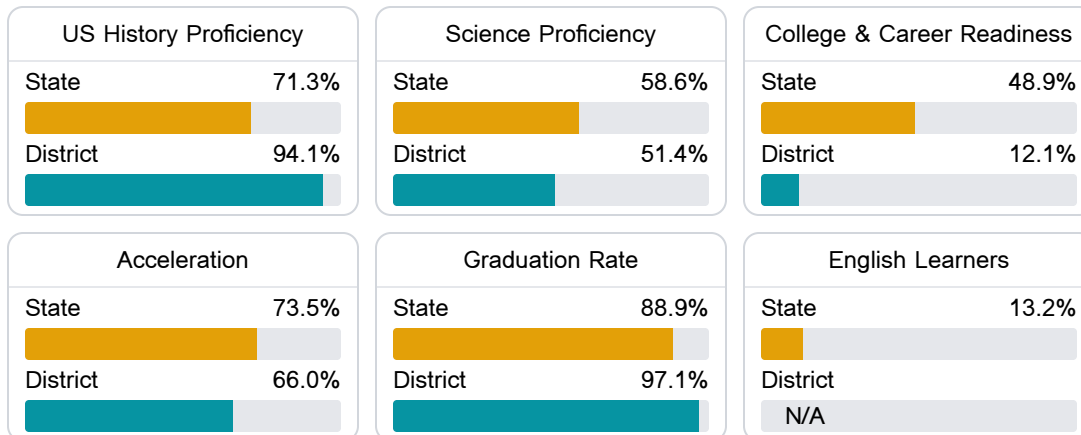 US History Proficiency
State 71.3%
District 94.1%
Science Proficiency
State 58.6%
District 51.4%
College & Career Readiness
State 48.9%
District 12.1%
Acceleration
State 73.5%
District 66.0%
Graduation Rate
State 88.9%
District 97.1%
English Learners
State 13.2%
District
N/A